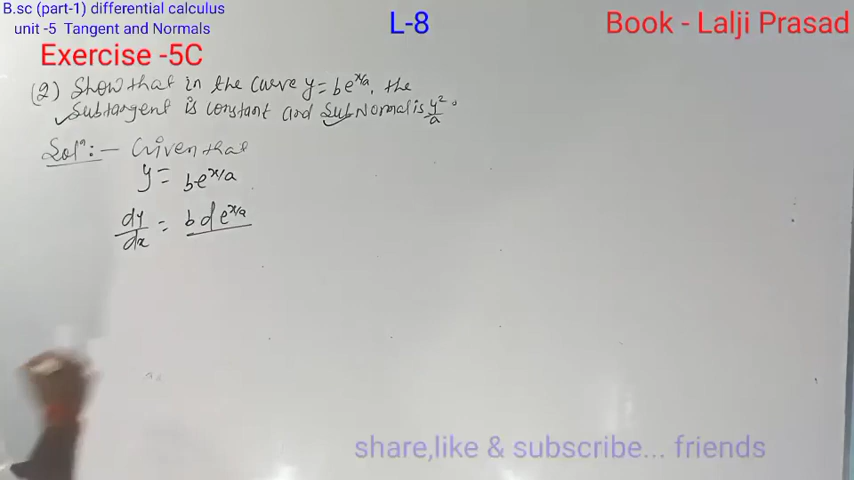 B.sc (part-1) differential calculus
unit -5 Tangent and Normals
L-8
Book - Lalji Prasad
Exercise -5C
(2) Show that in the curve y = be^x/a, the
Subtangent is constant and SubNormal is y²/a.
Solⁿ:- Given that
y = be^x/a
dy/dx = b d e^x/a
share,like & subscribe... friends